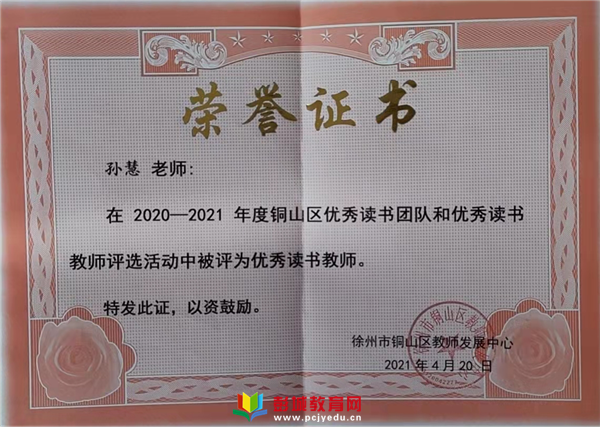 荣誉证书
孙慧 老师:
在 2020—2021 年度铜山区优秀读书团队和优秀读书
教师评选活动中被评为优秀读书教师。
特发此证，以资鼓励。
徐州市铜山区教师发展中心
2021 年 4 月 20 日
彭城教育网
www.pcjyedu.cn